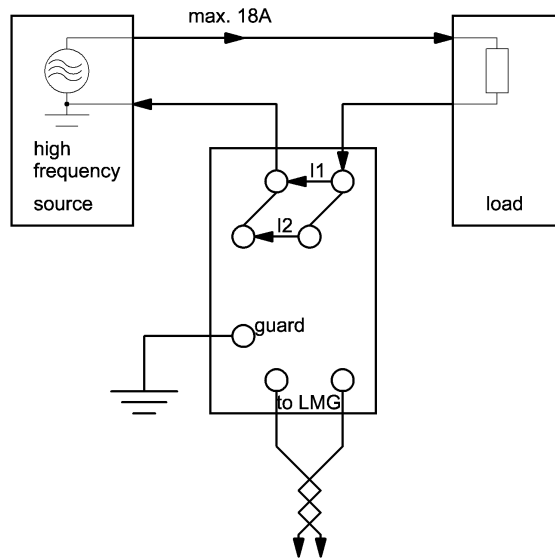 max. 18A
high
frequency
source
load
I1
I2
guard
to LMG